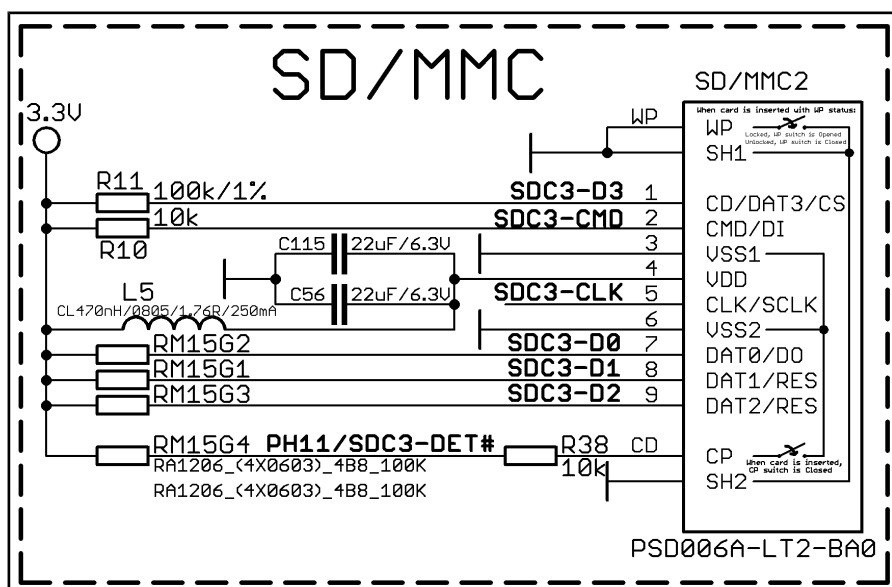 SD/MMC
SD/MMC2
3.3V
When card is inserted with WP status:
WP
WP
Locked, WP switch is Opened
Unlocked, WP switch is Closed
SH1
R11
100k/1%
SDC3-D3
1
CD/DAT3/CS
10k
SDC3-CMD
2
CMD/DI
R10
C115
22uF/6.3V
3
VSS1
4
VDD
L5
C56
22uF/6.3V
SDC3-CLK
5
CLK/SCLK
CL470nH/0805/1.76R/250mA
6
VSS2
RM15G2
SDC3-D0
7
DAT0/DO
RM15G1
SDC3-D1
8
DAT1/RES
RM15G3
SDC3-D2
9
DAT2/RES
RM15G4
PH11/SDC3-DET#
R38
CD
CP
When card is inserted,
CP switch is Closed
RA1206_(4X0603)_4B8_100K
10k
SH2
RA1206_(4X0603)_4B8_100K
PSD006A-LT2-BA0